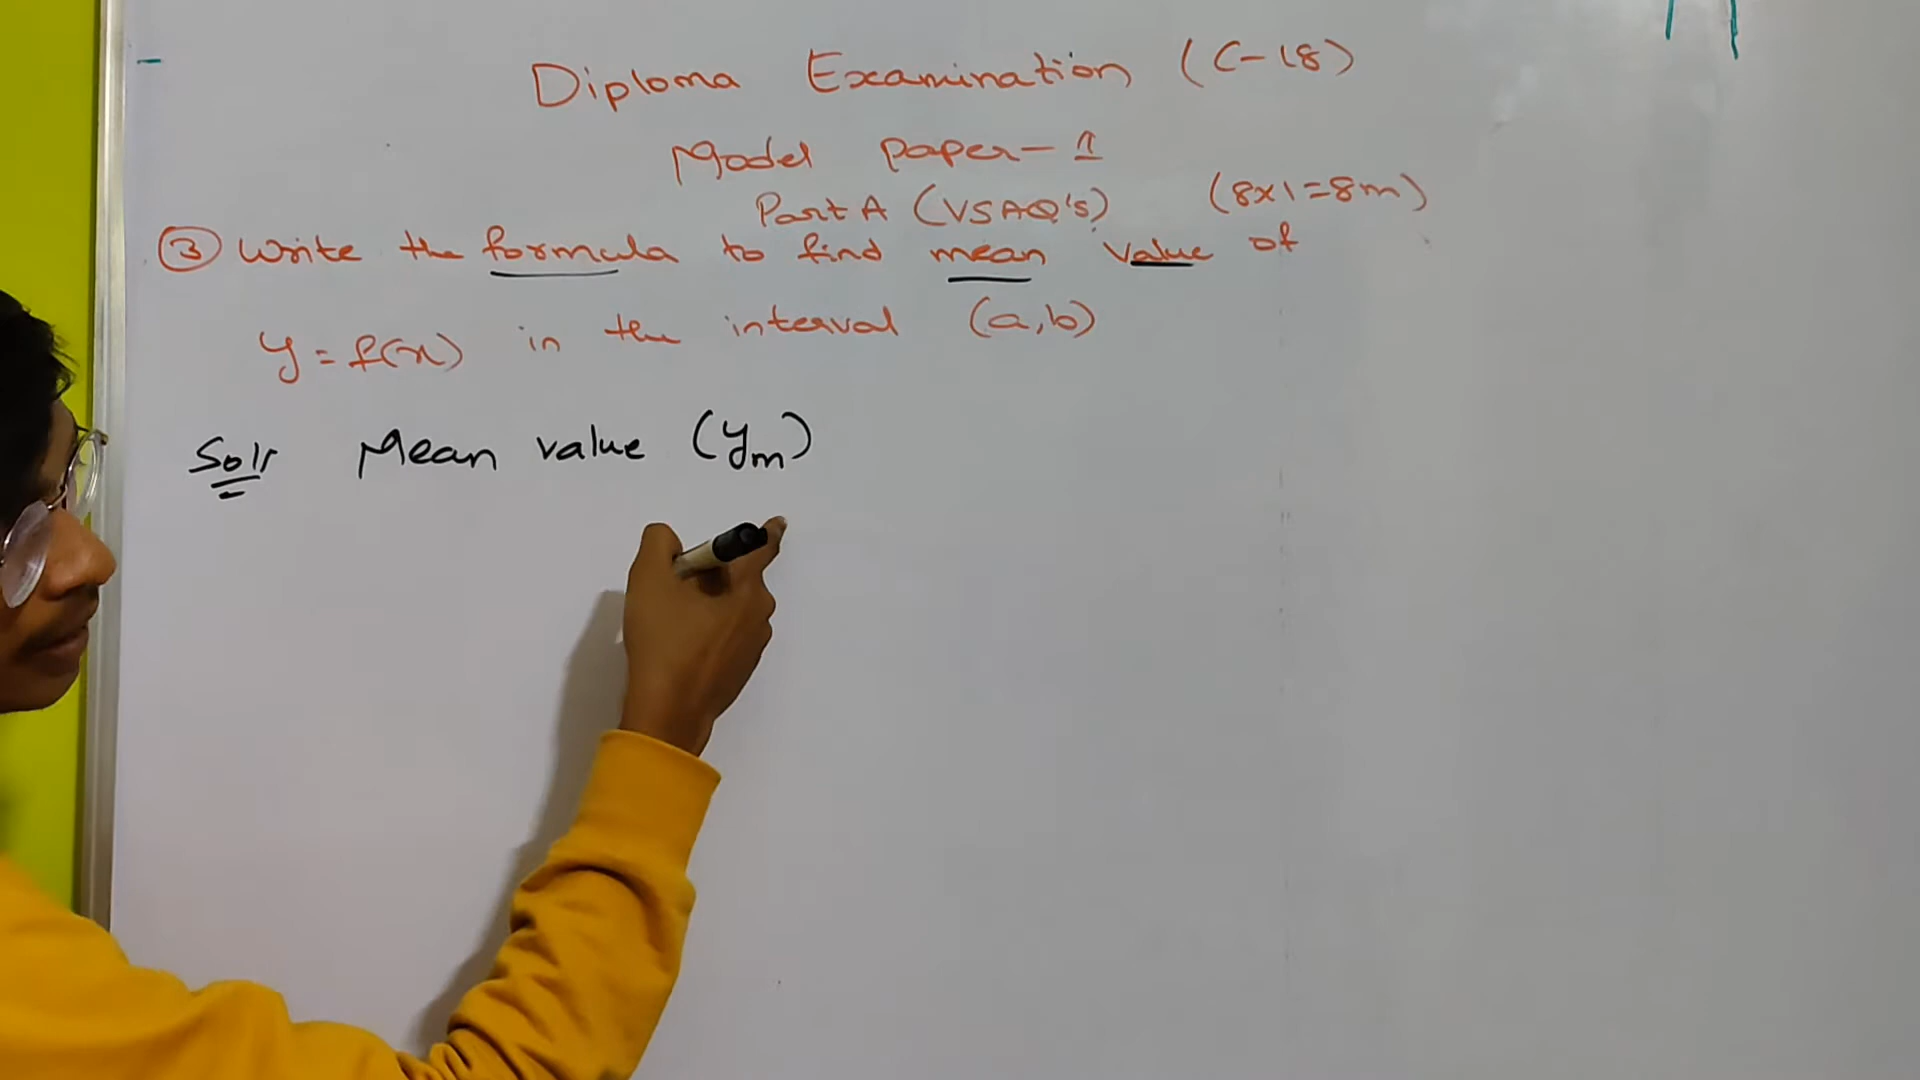 Diploma Examination (C-18)
Model paper-1
Part A (VSAQ's) (8x1=8m)
③ Write the formula to find mean value of
y=f(x) in the interval (a,b)
Mean value (yₘ)